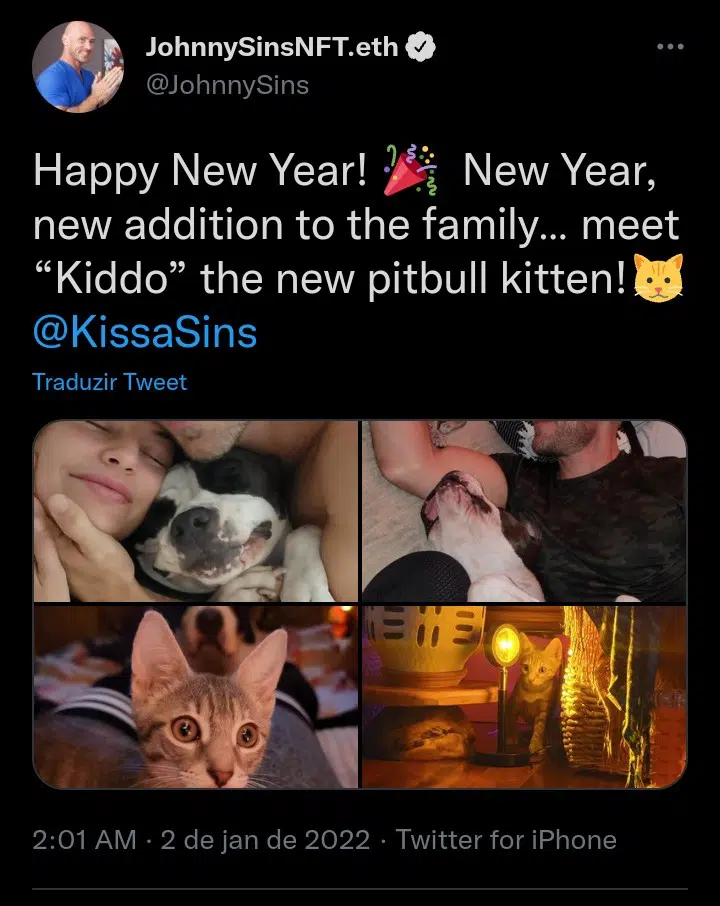 JohnnySinsNFT.eth
@JohnnySins
Happy New Year! 🎉 New Year,
new addition to the family... meet
“Kiddo” the new pitbull kitten!🐱
@KissaSins
Traduzir Tweet
2:01 AM · 2 de jan de 2022 · Twitter for iPhone